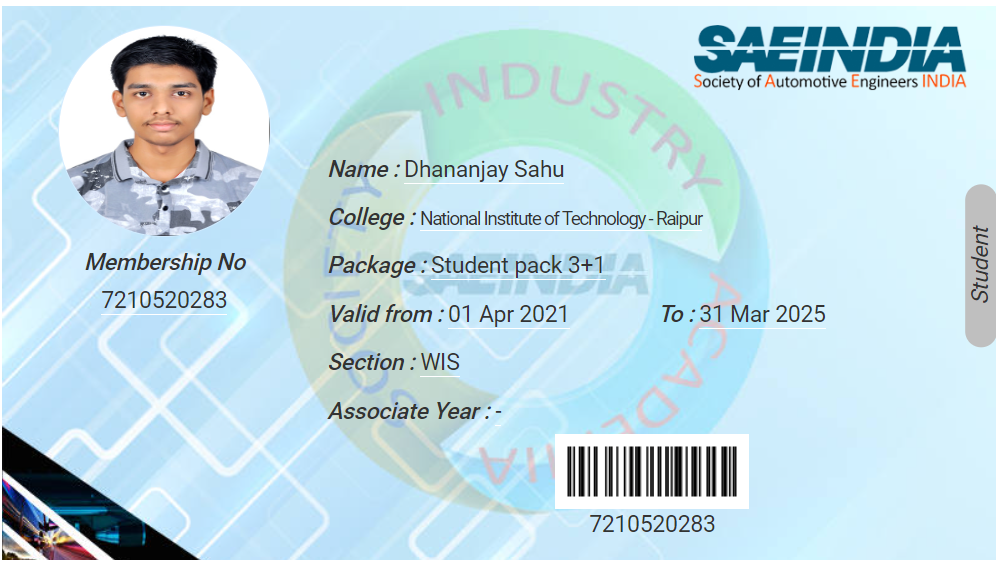 SAEINDIA
Society of Automotive Engineers INDIA
INDUSTRY
ACADEMIA
SOCIETY
SAEINDIA
Name : Dhananjay Sahu
College : National Institute of Technology - Raipur
Package : Student pack 3+1
Valid from : 01 Apr 2021 To : 31 Mar 2025
Section : WIS
Associate Year : -
Membership No
7210520283
Student
7210520283